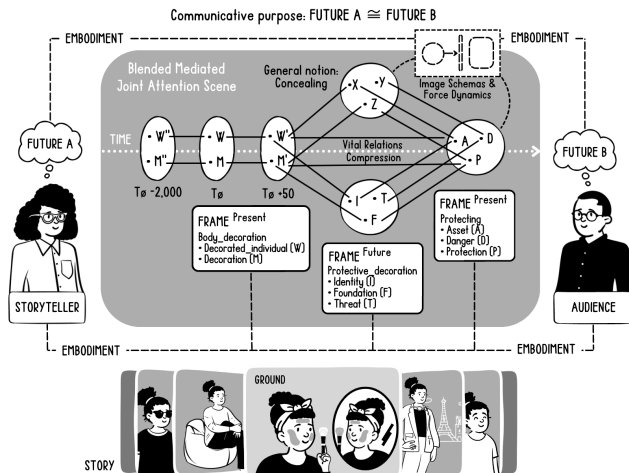 Communicative purpose: FUTURE A ≅ FUTURE B
EMBODIMENT
EMBODIMENT
Blended Mediated
Joint Attention Scene
General notion:
Concealing
Image Schemas &
Force Dynamics
• X
• Y
• Z
FUTURE A
FUTURE B
TIME
• W''
• M''
• W
• M
• W'
• M'
Vital Relations
Compression
• A
• D
• P
• I
• T
• F
Tø -2,000
Tø
Tø +50
FRAME Present
Body_decoration
• Decorated_individual (W)
• Decoration (M)
FRAME Future
Protective_decoration
• Identity (I)
• Foundation (F)
• Threat (T)
FRAME Present
Protecting
• Asset (A)
• Danger (D)
• Protection (P)
STORYTELLER
AUDIENCE
EMBODIMENT
EMBODIMENT
GROUND
STORY